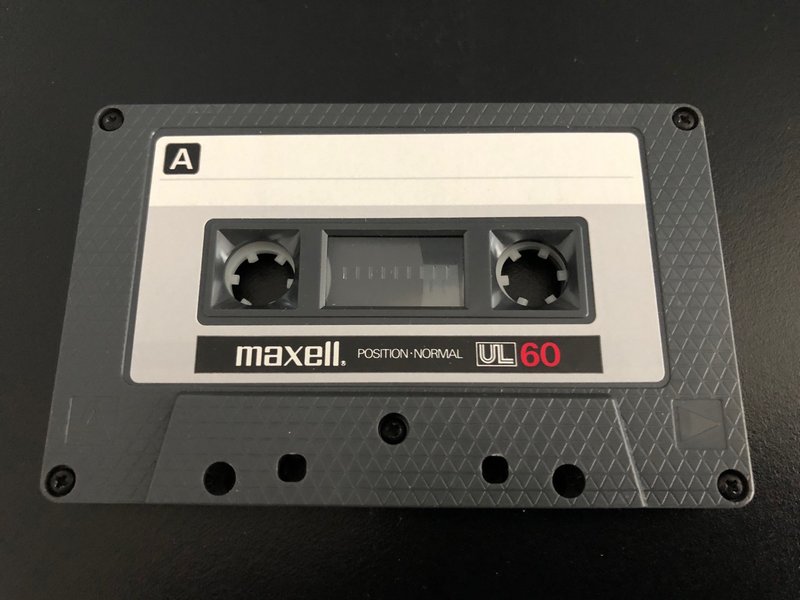 A
maxell. POSITION·NORMAL UL 60